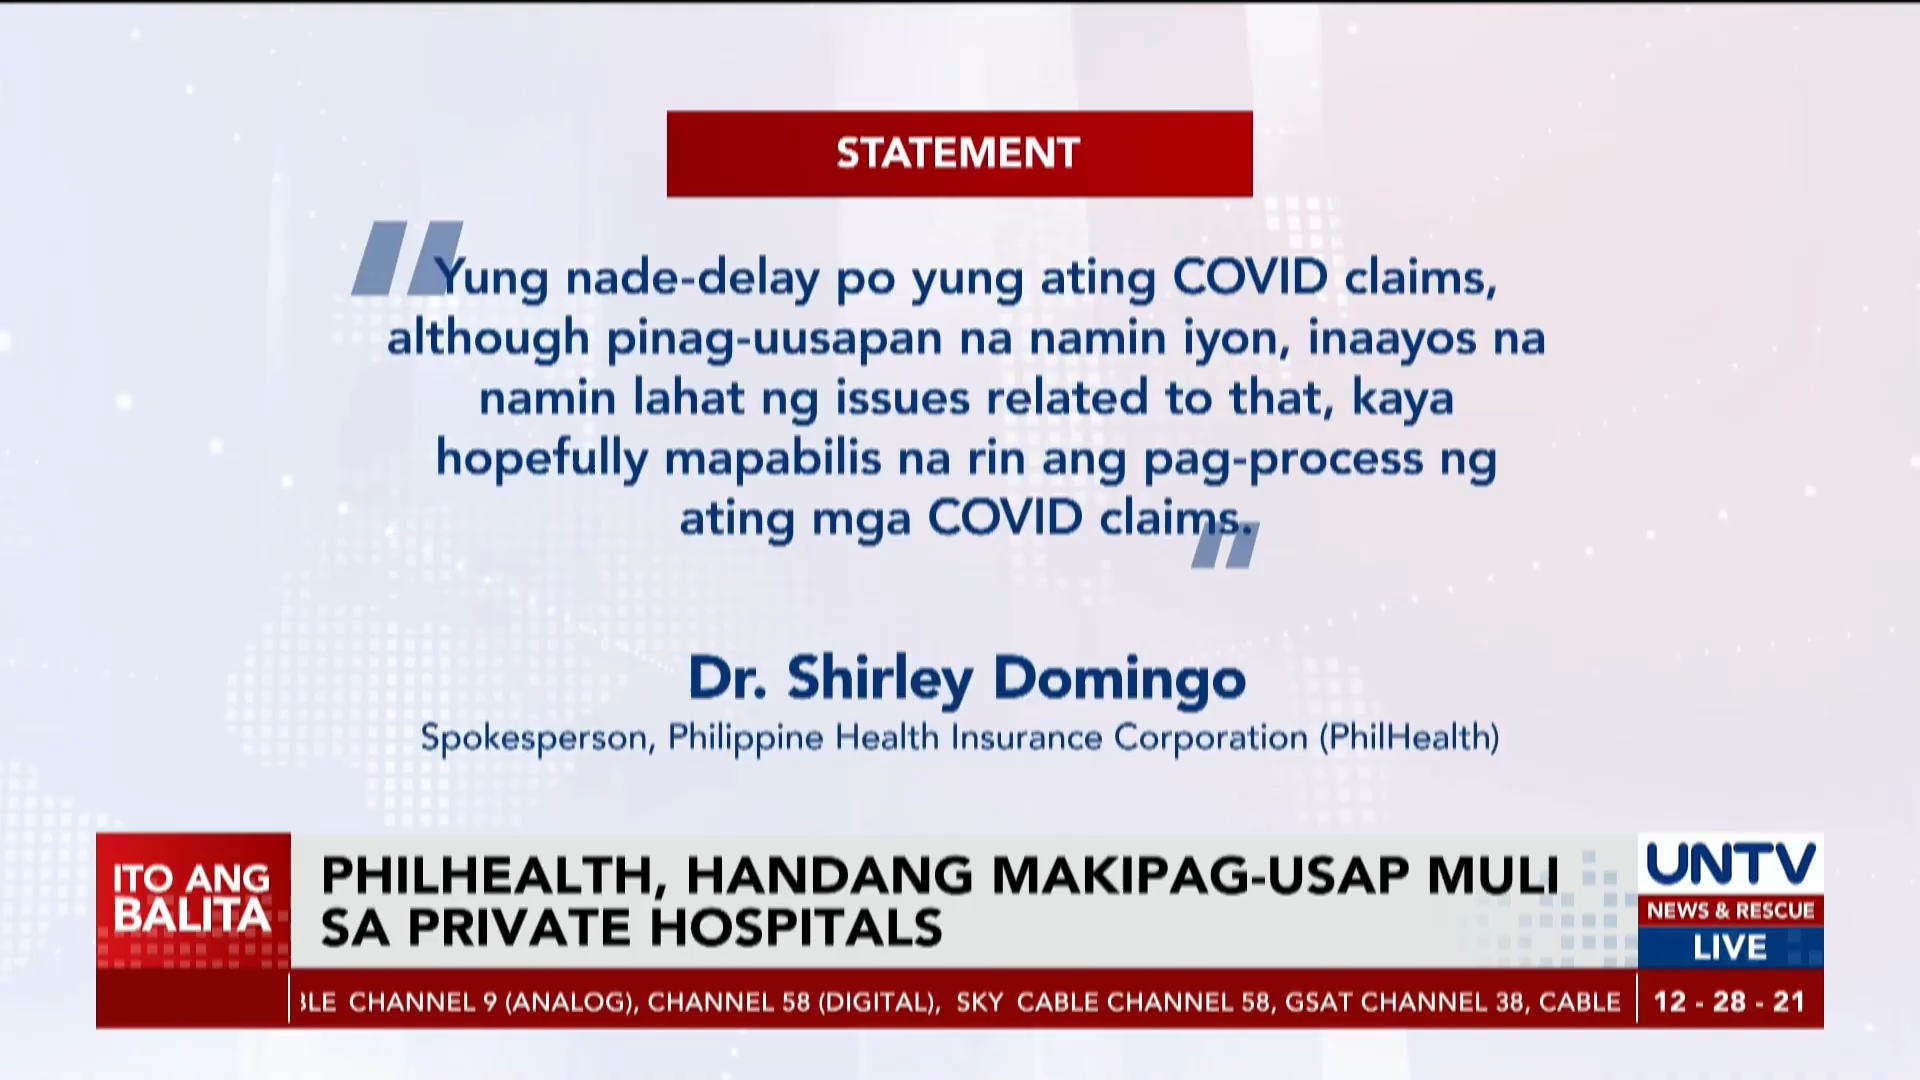 STATEMENT
Yung nade-delay po yung ating COVID claims,
although pinag-uusapan na namin iyon, inaayos na
namin lahat ng issues related to that, kaya
hopefully mapabilis na rin ang pag-process ng
ating mga COVID claims.
Dr. Shirley Domingo
Spokesperson, Philippine Health Insurance Corporation (PhilHealth)
ITO ANG
BALITA
PHILHEALTH, HANDANG MAKIPAG-USAP MULI
SA PRIVATE HOSPITALS
UNTV
NEWS & RESCUE
LIVE
CHANNEL 9 (ANALOG), CHANNEL 58 (DIGITAL), SKY CABLE CHANNEL 58, GSAT CHANNEL 38, CABLE
12 - 28 - 21